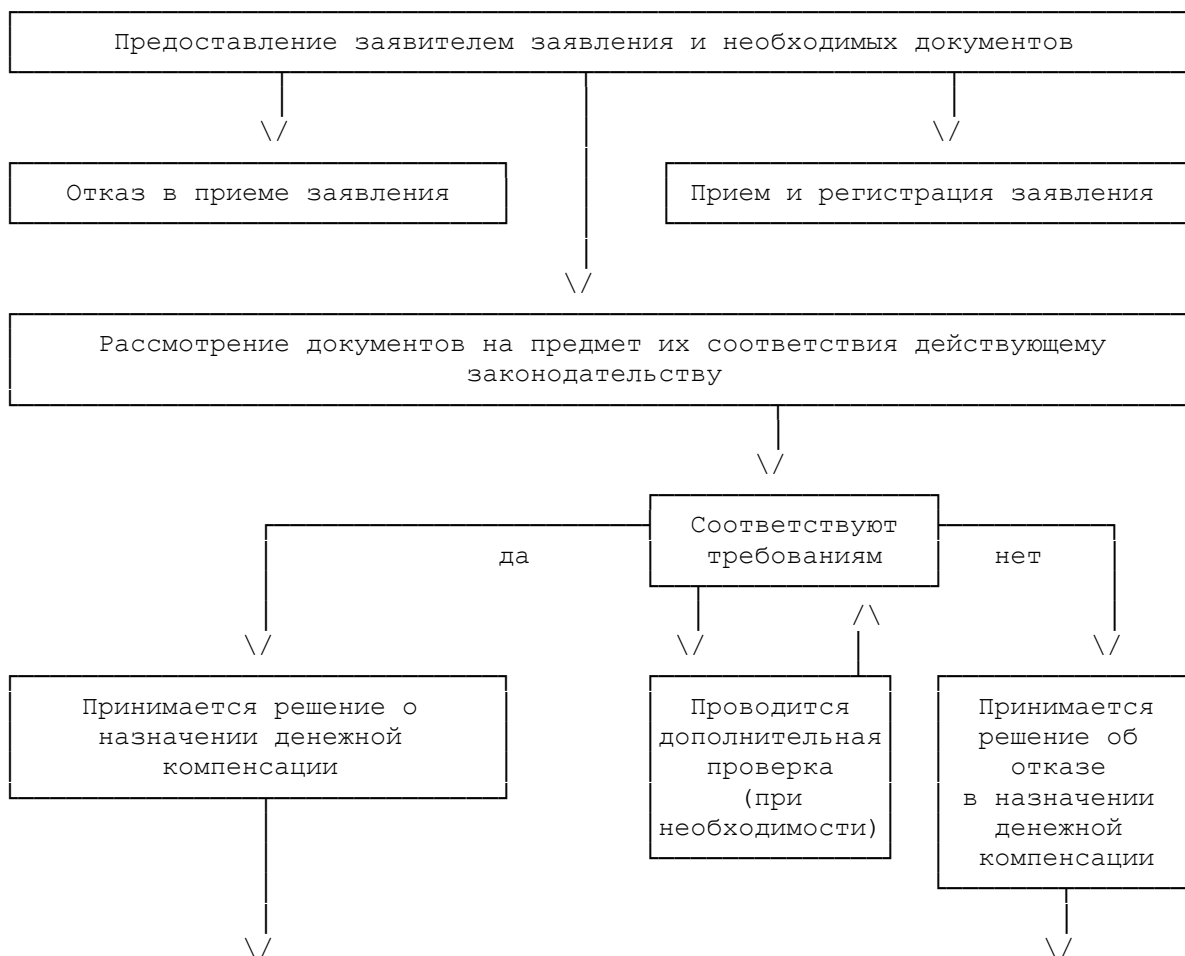 Предоставление заявителем заявления и необходимых документов
Отказ в приеме заявления
Прием и регистрация заявления
Рассмотрение документов на предмет их соответствия действующему
законодательству
Соответствуют
требованиям
да
нет
Принимается решение о
назначении денежной
компенсации
Проводится
дополнительная
проверка
(при
необходимости)
Принимается
решение об
отказе
в назначении
денежной
компенсации